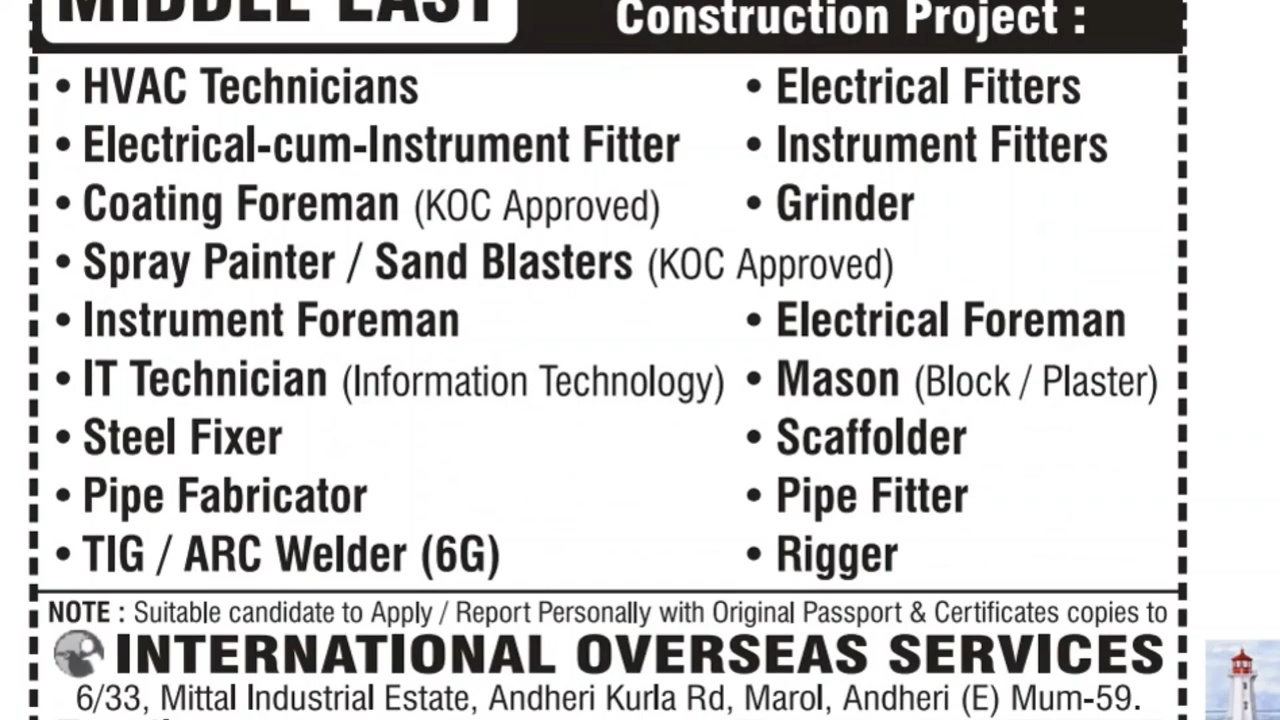 MIDDLE EAST
Construction Project :
• HVAC Technicians • Electrical Fitters
• Electrical-cum-Instrument Fitter • Instrument Fitters
• Coating Foreman (KOC Approved) • Grinder
• Spray Painter / Sand Blasters (KOC Approved)
• Instrument Foreman • Electrical Foreman
• IT Technician (Information Technology) • Mason (Block / Plaster)
• Steel Fixer • Scaffolder
• Pipe Fabricator • Pipe Fitter
• TIG / ARC Welder (6G) • Rigger
NOTE : Suitable candidate to Apply / Report Personally with Original Passport & Certificates copies to
INTERNATIONAL OVERSEAS SERVICES
6/33, Mittal Industrial Estate, Andheri Kurla Rd, Marol, Andheri (E) Mum-59.